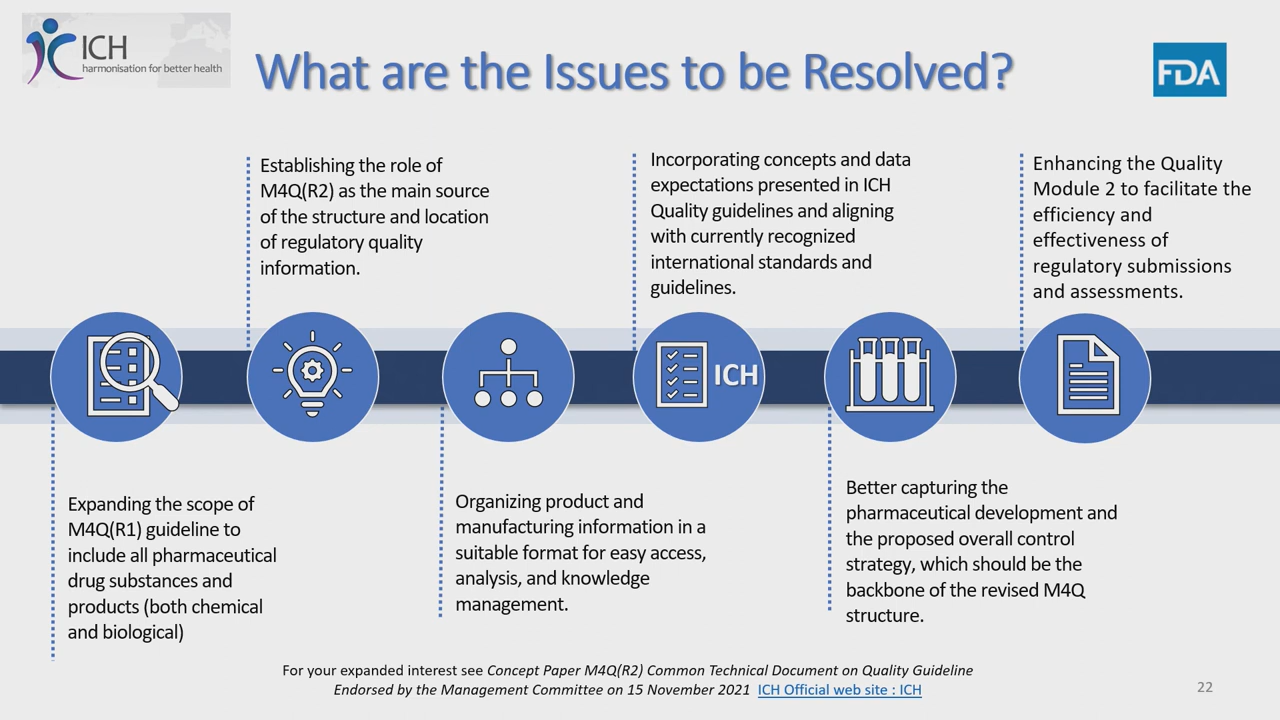 ICH
harmonisation for better health
What are the Issues to be Resolved?
FDA
Establishing the role of
M4Q(R2) as the main source
of the structure and location
of regulatory quality
information.
Incorporating concepts and data
expectations presented in ICH
Quality guidelines and aligning
with currently recognized
international standards and
guidelines.
Enhancing the Quality
Module 2 to facilitate the
efficiency and
effectiveness of
regulatory submissions
and assessments.
ICH
Expanding the scope of
M4Q(R1) guideline to
include all pharmaceutical
drug substances and
products (both chemical
and biological)
Organizing product and
manufacturing information in a
suitable format for easy access,
analysis, and knowledge
management.
Better capturing the
pharmaceutical development and
the proposed overall control
strategy, which should be the
backbone of the revised M4Q
structure.
For your expanded interest see Concept Paper M4Q(R2) Common Technical Document on Quality Guideline
Endorsed by the Management Committee on 15 November 2021 ICH Official web site : ICH
22